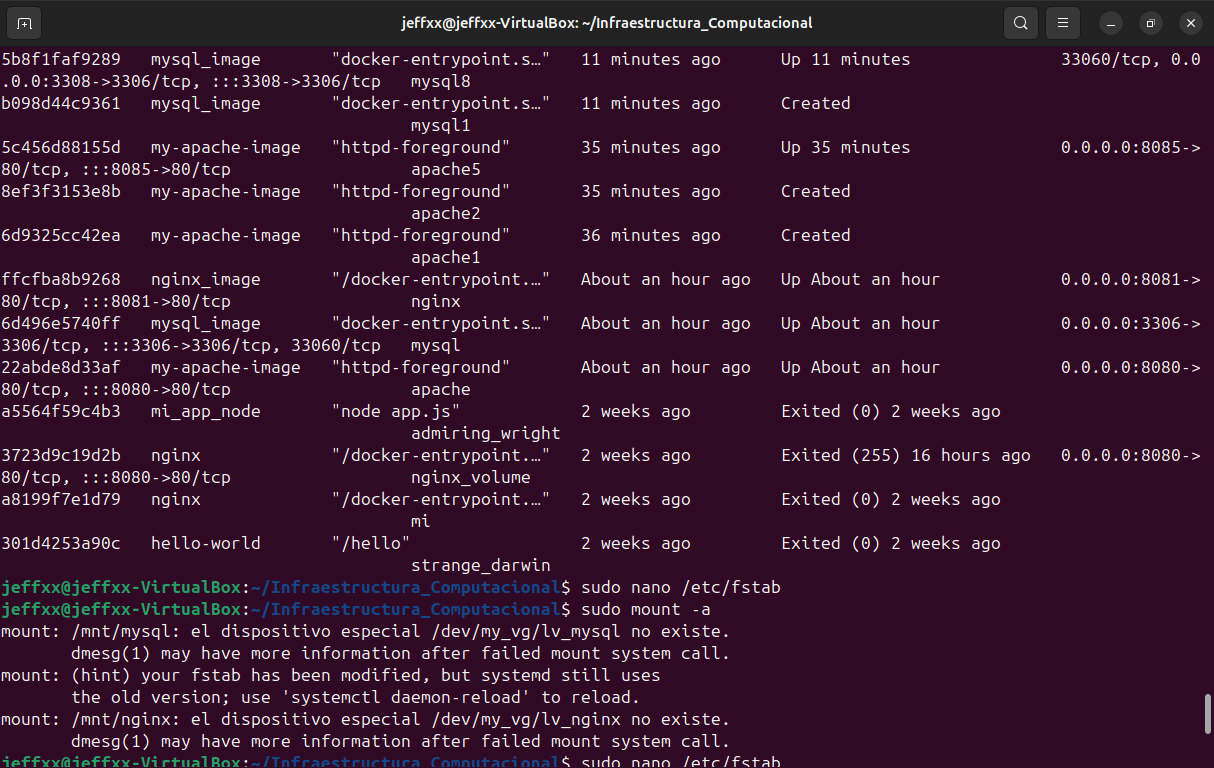 jeffxx@jeffxx-VirtualBox: ~/Infraestructura_Computacional
5b8f1faf9289   mysql_image       "docker-entrypoint.s…"   11 minutes ago      Up 11 minutes               33060/tcp, 0.0
.0.0:3308->3306/tcp, :::3308->3306/tcp   mysql8
b098d44c9361   mysql_image       "docker-entrypoint.s…"   11 minutes ago      Created
mysql1
5c456d88155d   my-apache-image   "httpd-foreground"       35 minutes ago      Up 35 minutes               0.0.0.0:8085->
80/tcp, :::8085->80/tcp                  apache5
8ef3f3153e8b   my-apache-image   "httpd-foreground"       35 minutes ago      Created
apache2
6d9325cc42ea   my-apache-image   "httpd-foreground"       36 minutes ago      Created
apache1
ffcfba8b9268   nginx_image       "/docker-entrypoint.…"   About an hour ago   Up About an hour            0.0.0.0:8081->
80/tcp, :::8081->80/tcp                  nginx
6d496e5740ff   mysql_image       "docker-entrypoint.s…"   About an hour ago   Up About an hour            0.0.0.0:3306->
3306/tcp, :::3306->3306/tcp, 33060/tcp   mysql
22abde8d33af   my-apache-image   "httpd-foreground"       About an hour ago   Up About an hour            0.0.0.0:8080->
80/tcp, :::8080->80/tcp                  apache
a5564f59c4b3   mi_app_node       "node app.js"            2 weeks ago         Exited (0) 2 weeks ago
admiring_wright
3723d9c19d2b   nginx             "/docker-entrypoint.…"   2 weeks ago         Exited (255) 16 hours ago   0.0.0.0:8080->
80/tcp, :::8080->80/tcp                  nginx_volume
a8199f7e1d79   nginx             "/docker-entrypoint.…"   2 weeks ago         Exited (0) 2 weeks ago
mi
301d4253a90c   hello-world       "/hello"                 2 weeks ago         Exited (0) 2 weeks ago
strange_darwin
jeffxx@jeffxx-VirtualBox:~/Infraestructura_Computacional$ sudo nano /etc/fstab
jeffxx@jeffxx-VirtualBox:~/Infraestructura_Computacional$ sudo mount -a
mount: /mnt/mysql: el dispositivo especial /dev/my_vg/lv_mysql no existe.
dmesg(1) may have more information after failed mount system call.
mount: (hint) your fstab has been modified, but systemd still uses
the old version; use 'systemctl daemon-reload' to reload.
mount: /mnt/nginx: el dispositivo especial /dev/my_vg/lv_nginx no existe.
dmesg(1) may have more information after failed mount system call.
jeffxx@jeffxx-VirtualBox:~/Infraestructura_Computacional$ sudo nano /etc/fstab